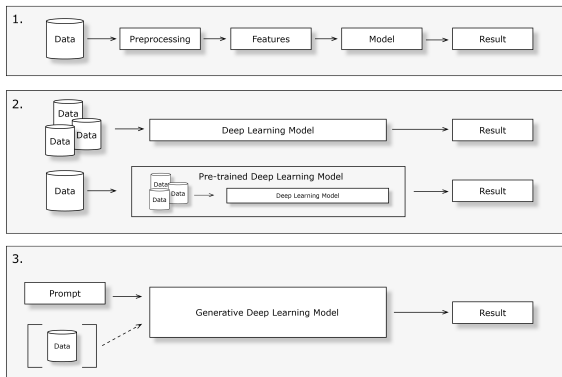 1.
Data
Preprocessing
Features
Model
Result
2.
Data
Data
Data
Deep Learning Model
Result
Data
Pre-trained Deep Learning Model
Data
Data
Data
Deep Learning Model
Result
3.
Prompt
Data
Generative Deep Learning Model
Result